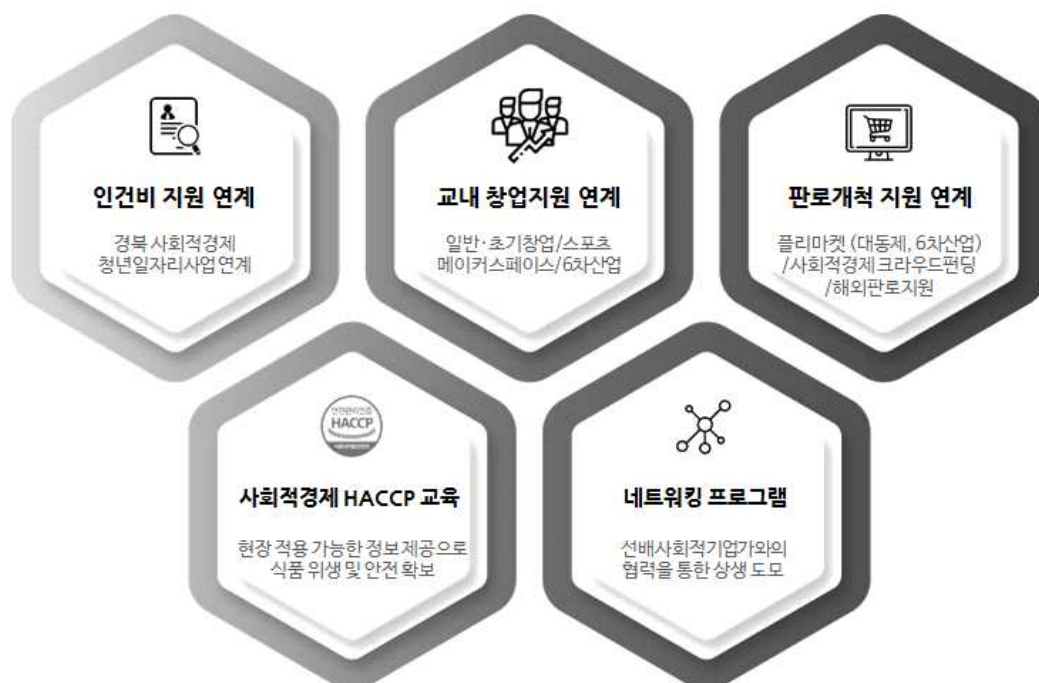 인건비 지원 연계
경북 사회적경제
청년일자리사업 연계
교내 창업지원 연계
일반·초기창업/스포츠
메이커스페이스/6차산업
판로개척 지원 연계
플리마켓 (대동제, 6차산업)
/사회적경제 크라우드펀딩
/해외판로지원
HACCP
사회적경제 HACCP 교육
현장 적용 가능한 정보 제공으로
식품 위생 및 안전 확보
네트워킹 프로그램
선배사회적기업가와의
협력을 통한 상생 도모